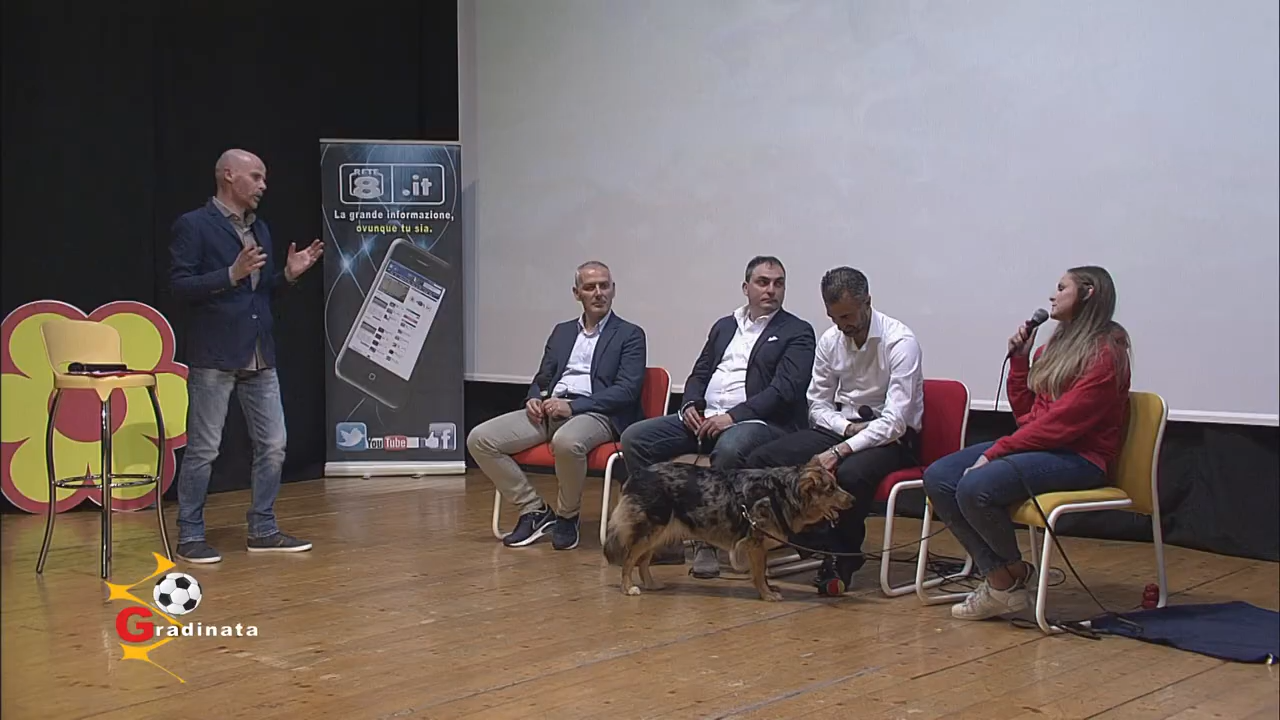 RETE
8 .it
La grande informazione,
ovunque tu sia.
YouTube f
Gradinata